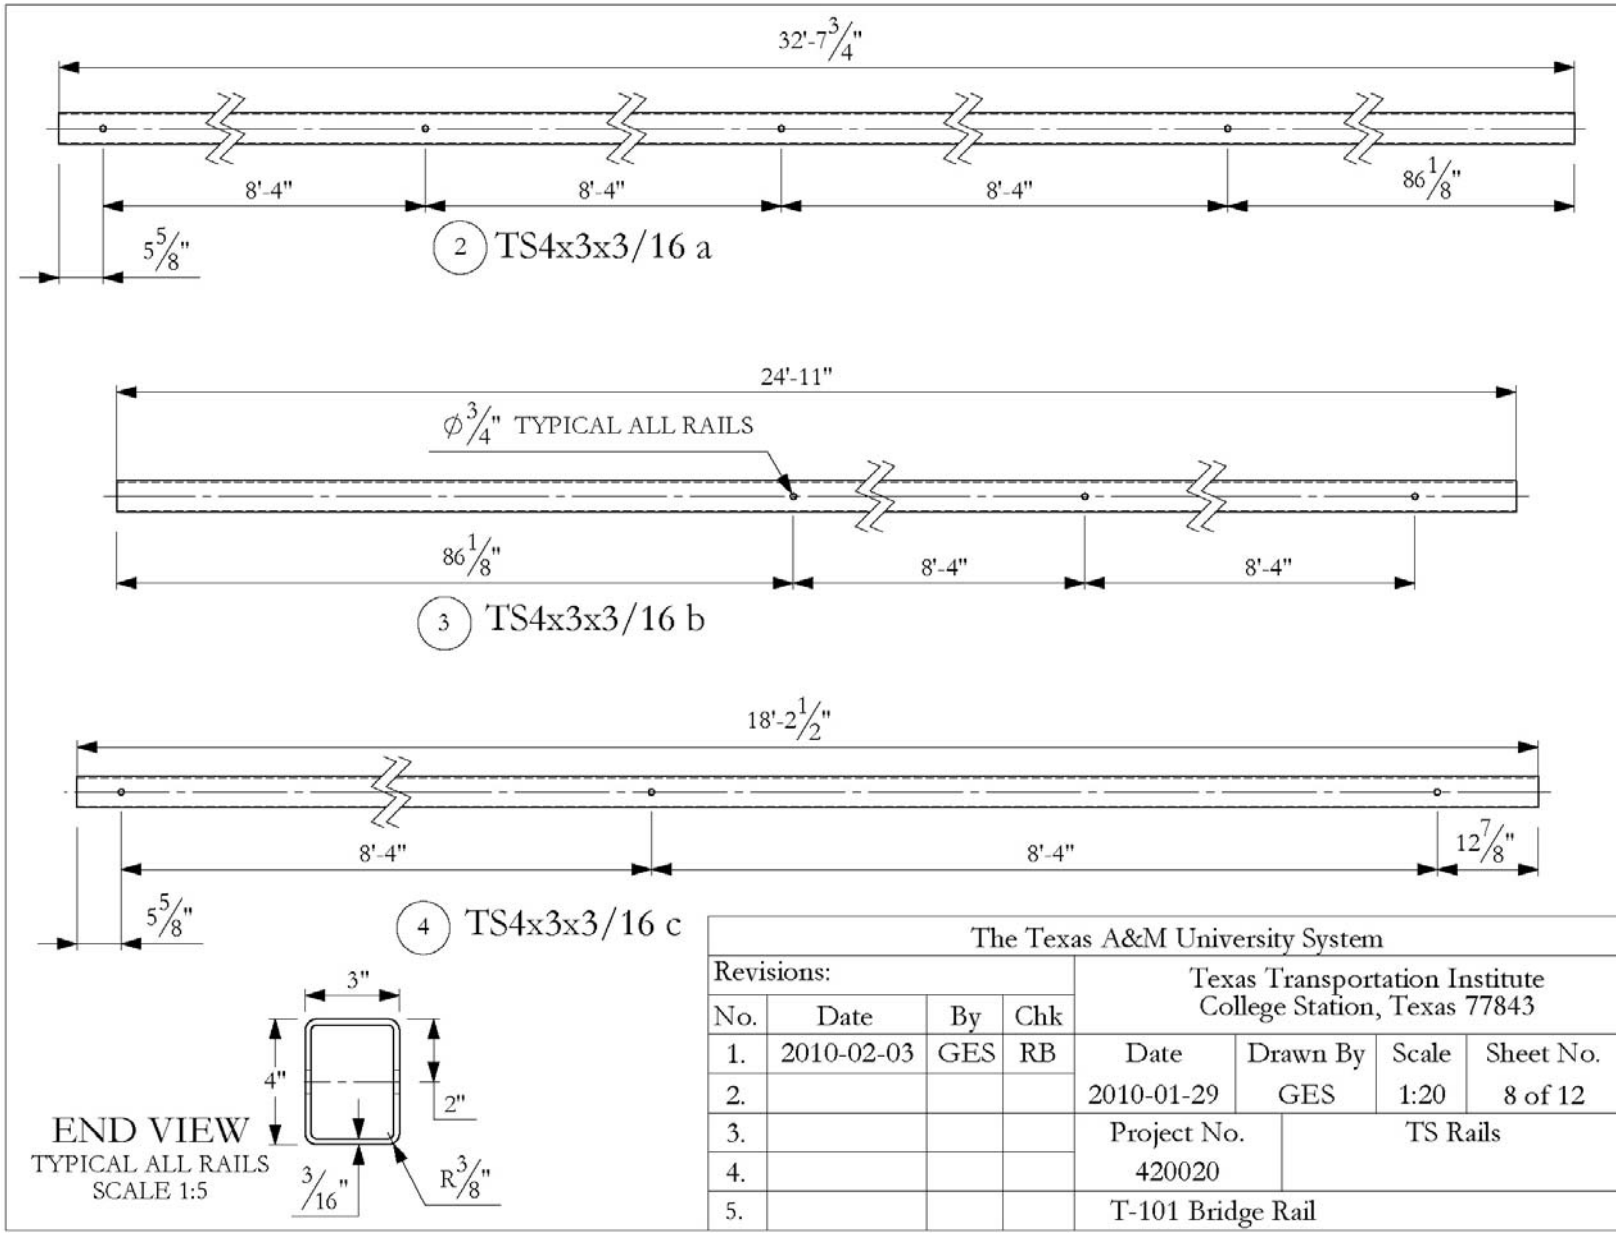 32'-7 3/4"
8'-4"
8'-4"
8'-4"
86 1/8"
5 5/8"
2 TS4x3x3/16 a
24'-11"
Ø 3/4" TYPICAL ALL RAILS
86 1/8"
8'-4"
8'-4"
3 TS4x3x3/16 b
18'-2 1/2"
8'-4"
8'-4"
12 7/8"
5 5/8"
4 TS4x3x3/16 c
3"
4"
2"
3/16"
R 3/8"
END VIEW
TYPICAL ALL RAILS
SCALE 1:5
The Texas A&M University System
Revisions:
No. Date By Chk
1. 2010-02-03 GES RB
2.
3.
4.
5.
Texas Transportation Institute
College Station, Texas 77843
Date Drawn By Scale Sheet No.
2010-01-29 GES 1:20 8 of 12
Project No. TS Rails
420020
T-101 Bridge Rail